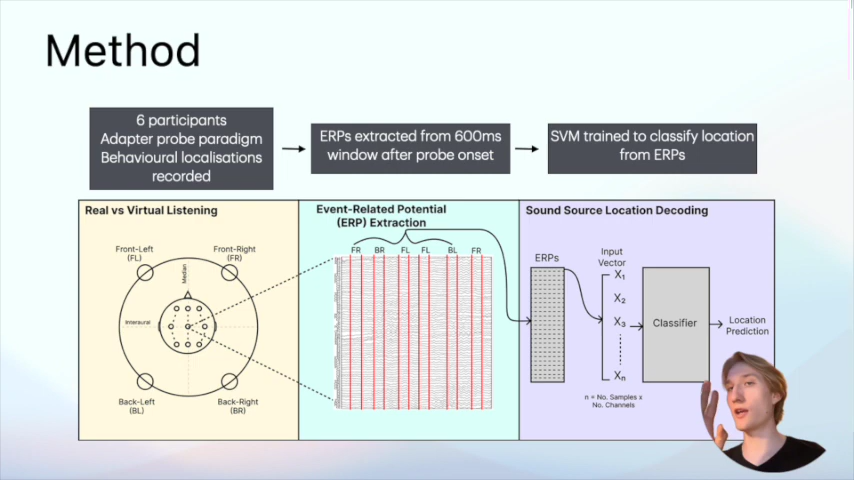 Method
6 participants
Adapter probe paradigm
Behavioural localisations
recorded
ERPs extracted from 600ms
window after probe onset
SVM trained to classify location
from ERPs
Real vs Virtual Listening
Front-Left
(FL)
Front-Right
(FR)
Median
Interaural
Back-Left
(BL)
Back-Right
(BR)
Event-Related Potential
(ERP) Extraction
FR BR FL FL BL FR
Sound Source Location Decoding
ERPs
Input
Vector
X1
X2
X3
Xn
n = No. Samples x
No. Channels
Classifier
Location
Prediction